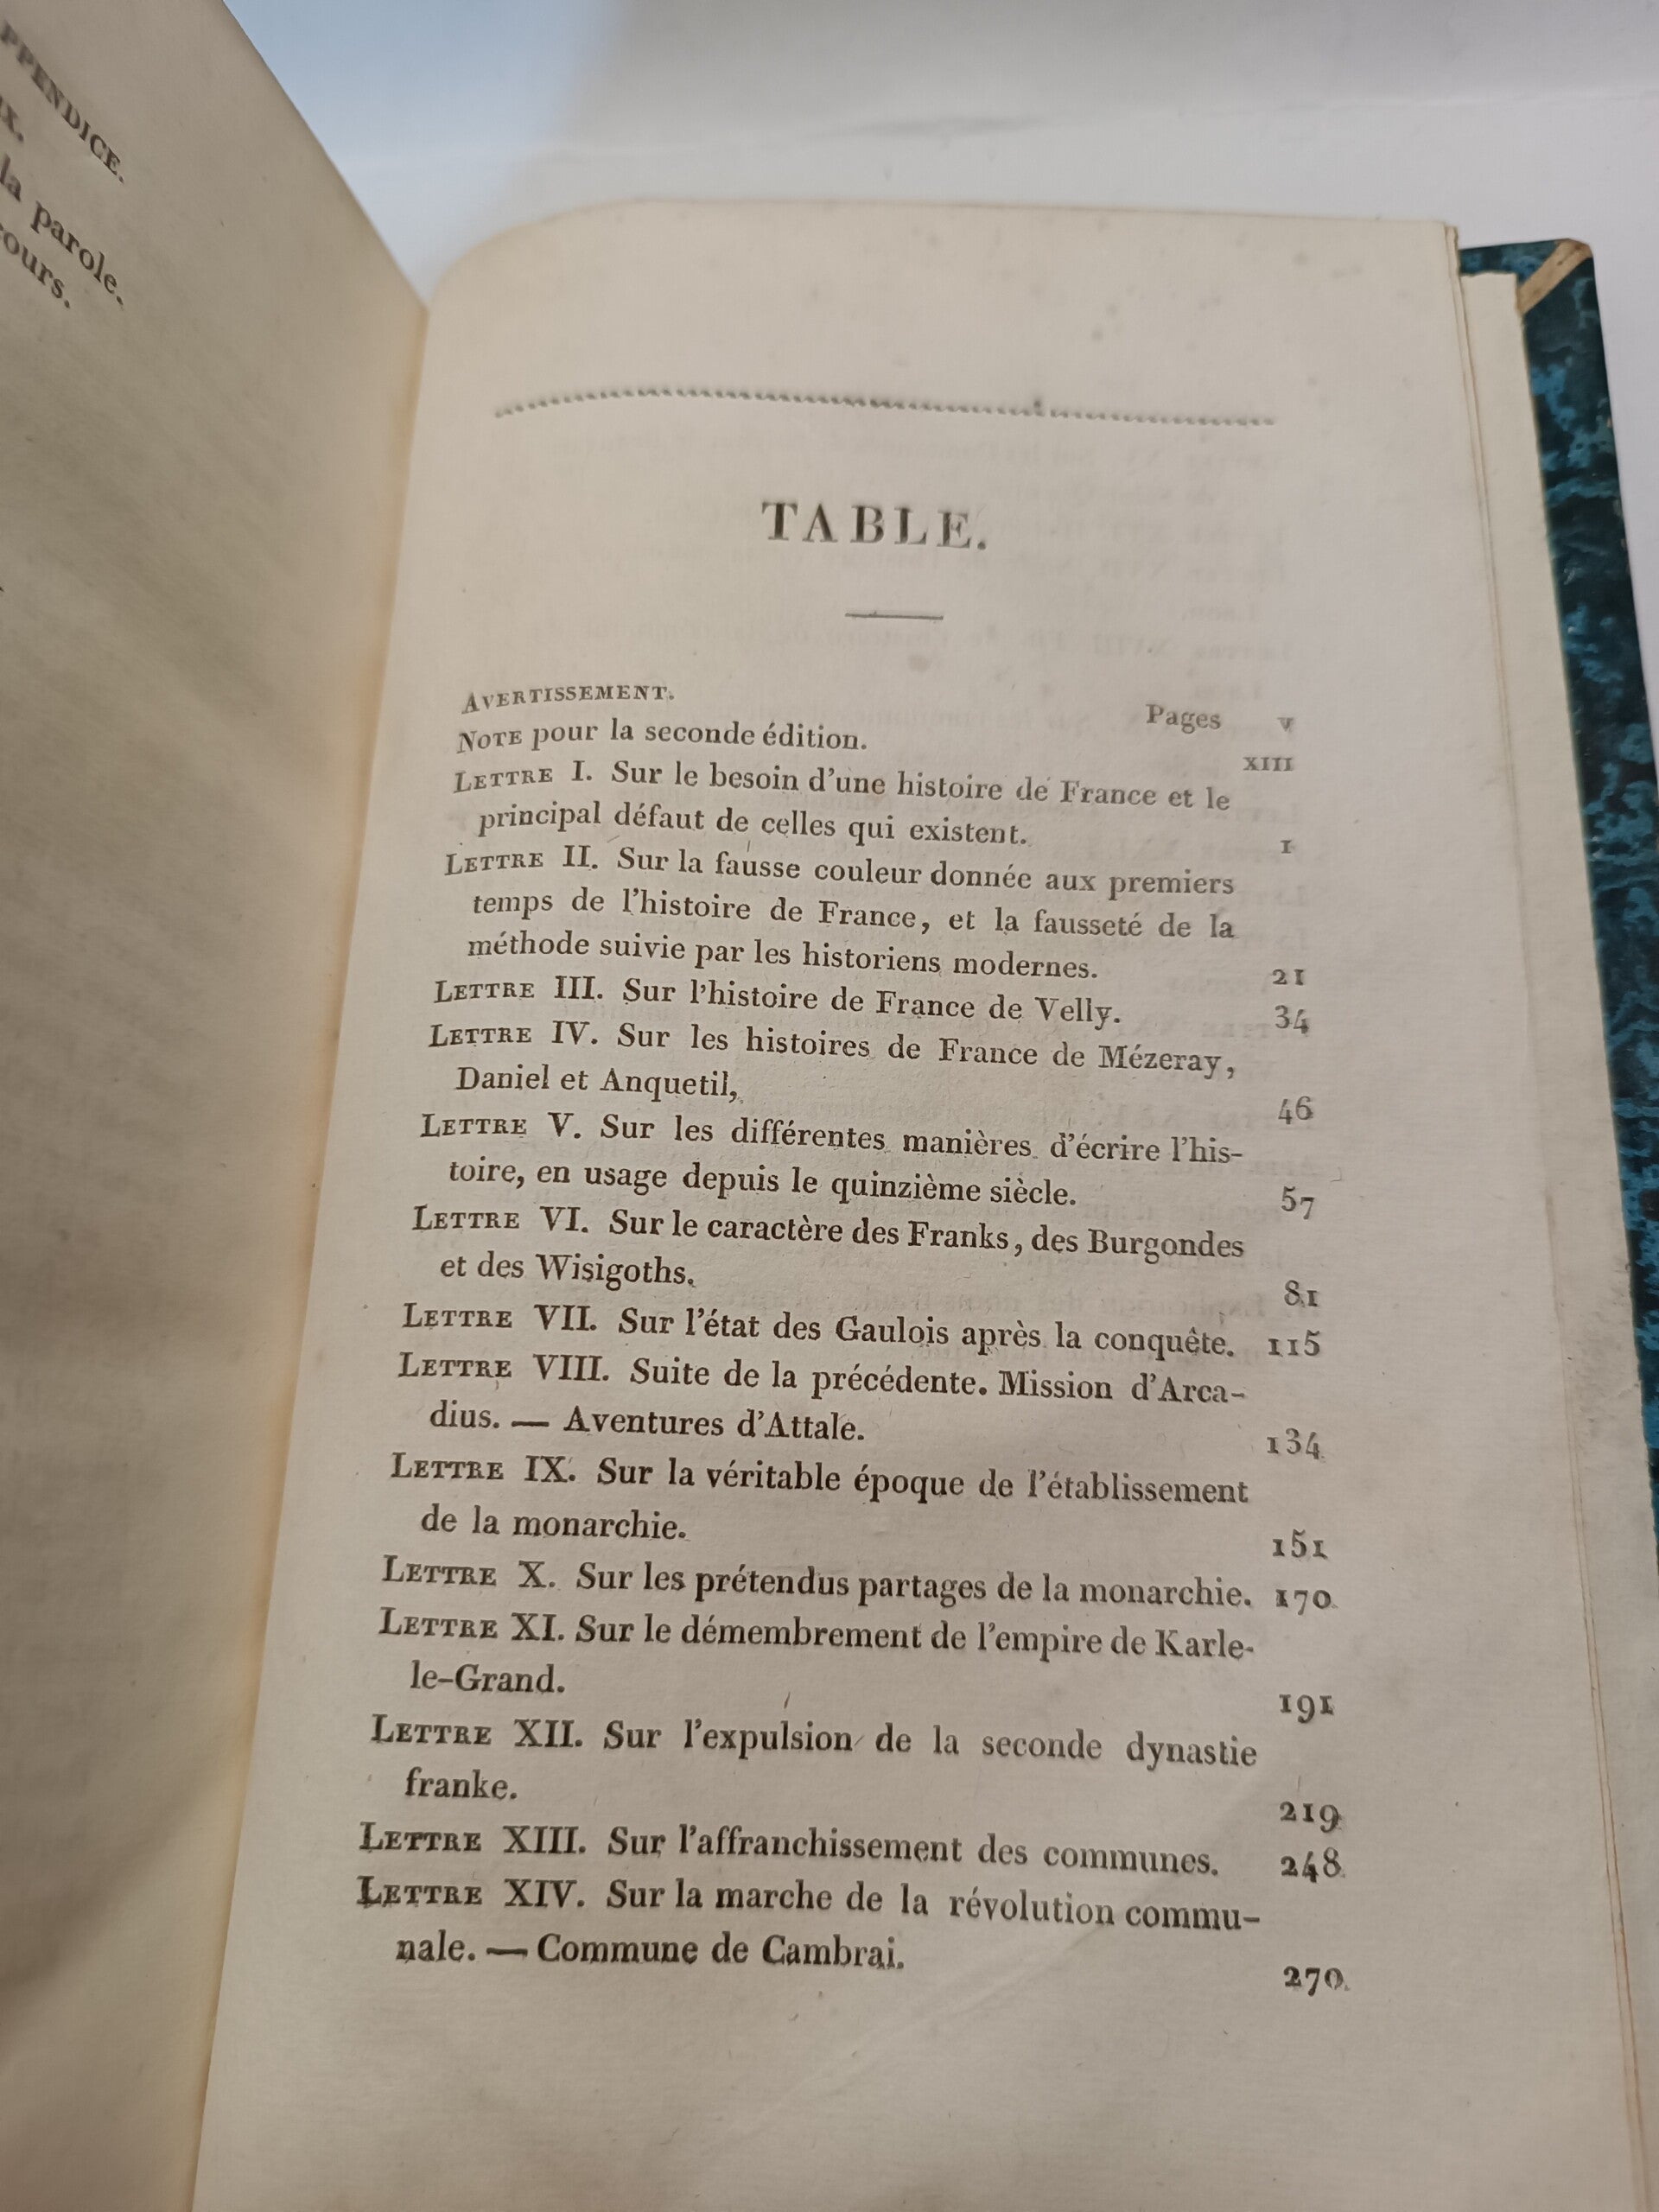 PPENDICE.
la parole.
TABLE.
AVERTISSEMENT. Pages v
NOTE pour la seconde édition. XIII
LETTRE I. Sur le besoin d'une histoire de France et le
principal défaut de celles qui existent. 1
LETTRE II. Sur la fausse couleur donnée aux premiers
temps de l'histoire de France, et la fausseté de la
méthode suivie par les historiens modernes. 21
LETTRE III. Sur l'histoire de France de Velly. 34
LETTRE IV. Sur les histoires de France de Mézeray,
Daniel et Anquetil, 46
LETTRE V. Sur les différentes manières d'écrire l'his-
toire, en usage depuis le quinzième siècle. 57
LETTRE VI. Sur le caractère des Franks, des Burgondes
et des Wisigoths. 81
LETTRE VII. Sur l'état des Gaulois après la conquête. 115
LETTRE VIII. Suite de la précédente. Mission d'Arca-
dius. — Aventures d'Attale. 134
LETTRE IX. Sur la véritable époque de l'établissement
de la monarchie. 151
LETTRE X. Sur les prétendus partages de la monarchie. 170
LETTRE XI. Sur le démembrement de l'empire de Karle-
le-Grand. 191
LETTRE XII. Sur l'expulsion de la seconde dynastie
franke. 219
LETTRE XIII. Sur l'affranchissement des communes. 248
LETTRE XIV. Sur la marche de la révolution commu-
nale. — Commune de Cambrai. 270